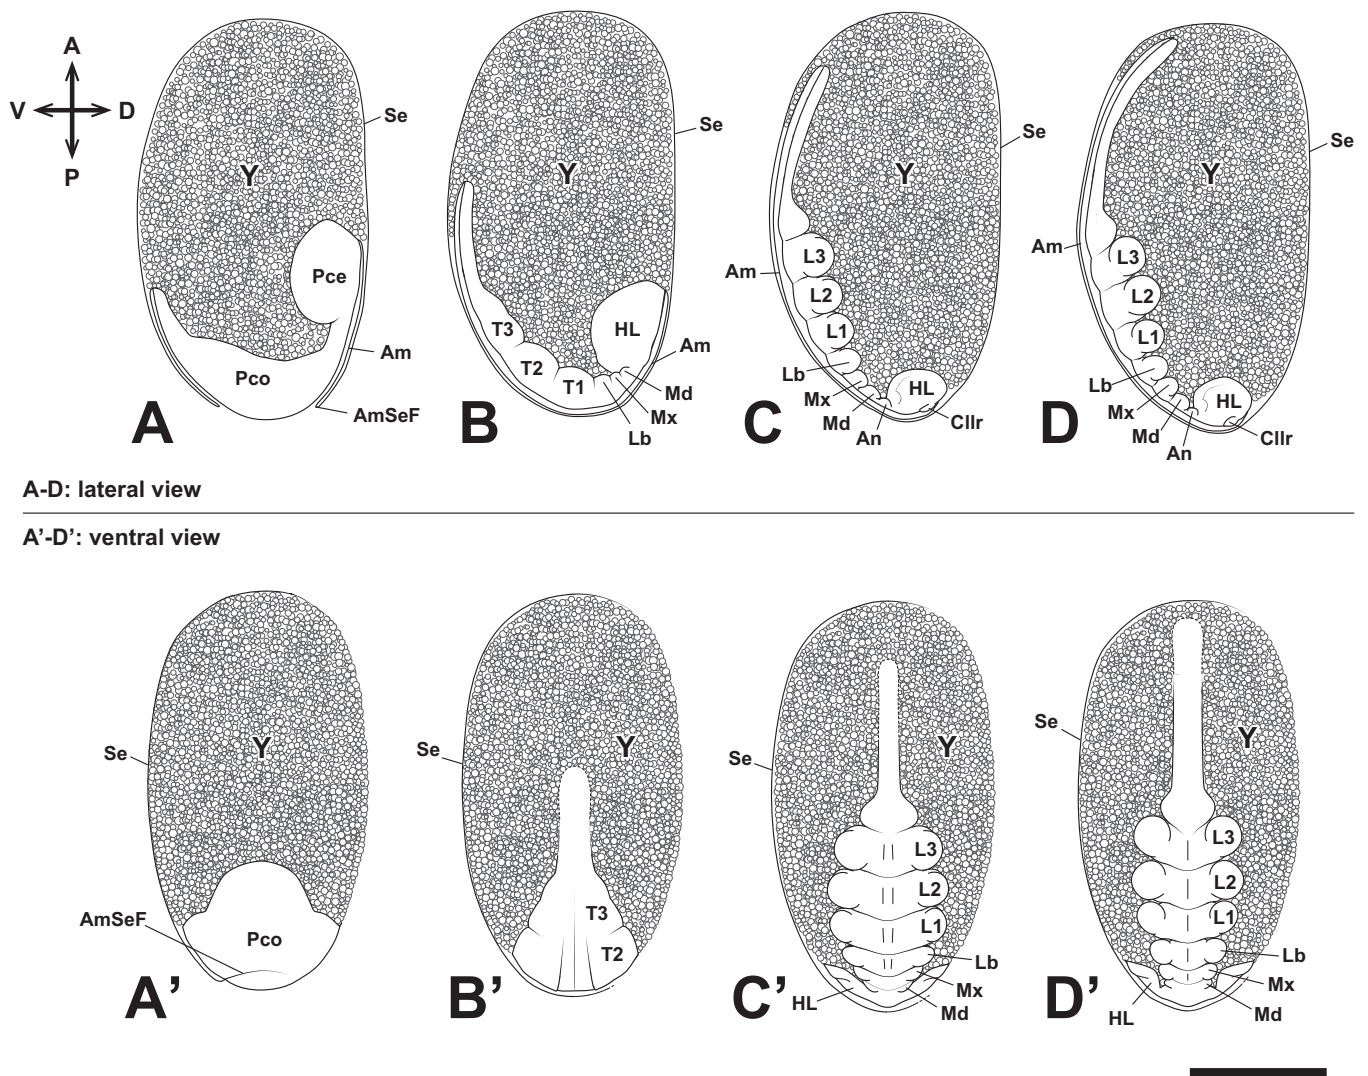 A
V D
P
Se
Y
Pce
Pco
Am
AmSeF
A
Se
Y
T3
T2
T1
HL
Am
Md
Mx
Lb
B
Se
Y
Am
L3
L2
L1
Lb
Mx
Md
An
HL
Cllr
C
Se
Y
Am
L3
L2
L1
Lb
Mx
Md
An
HL
Cllr
D
A-D: lateral view
A’-D’: ventral view
Se
Y
AmSeF
Pco
A’
Se
Y
T3
T2
B’
Se
Y
L3
L2
L1
Lb
Mx
Md
HL
C’
Se
Y
L3
L2
L1
Lb
Mx
Md
HL
D’